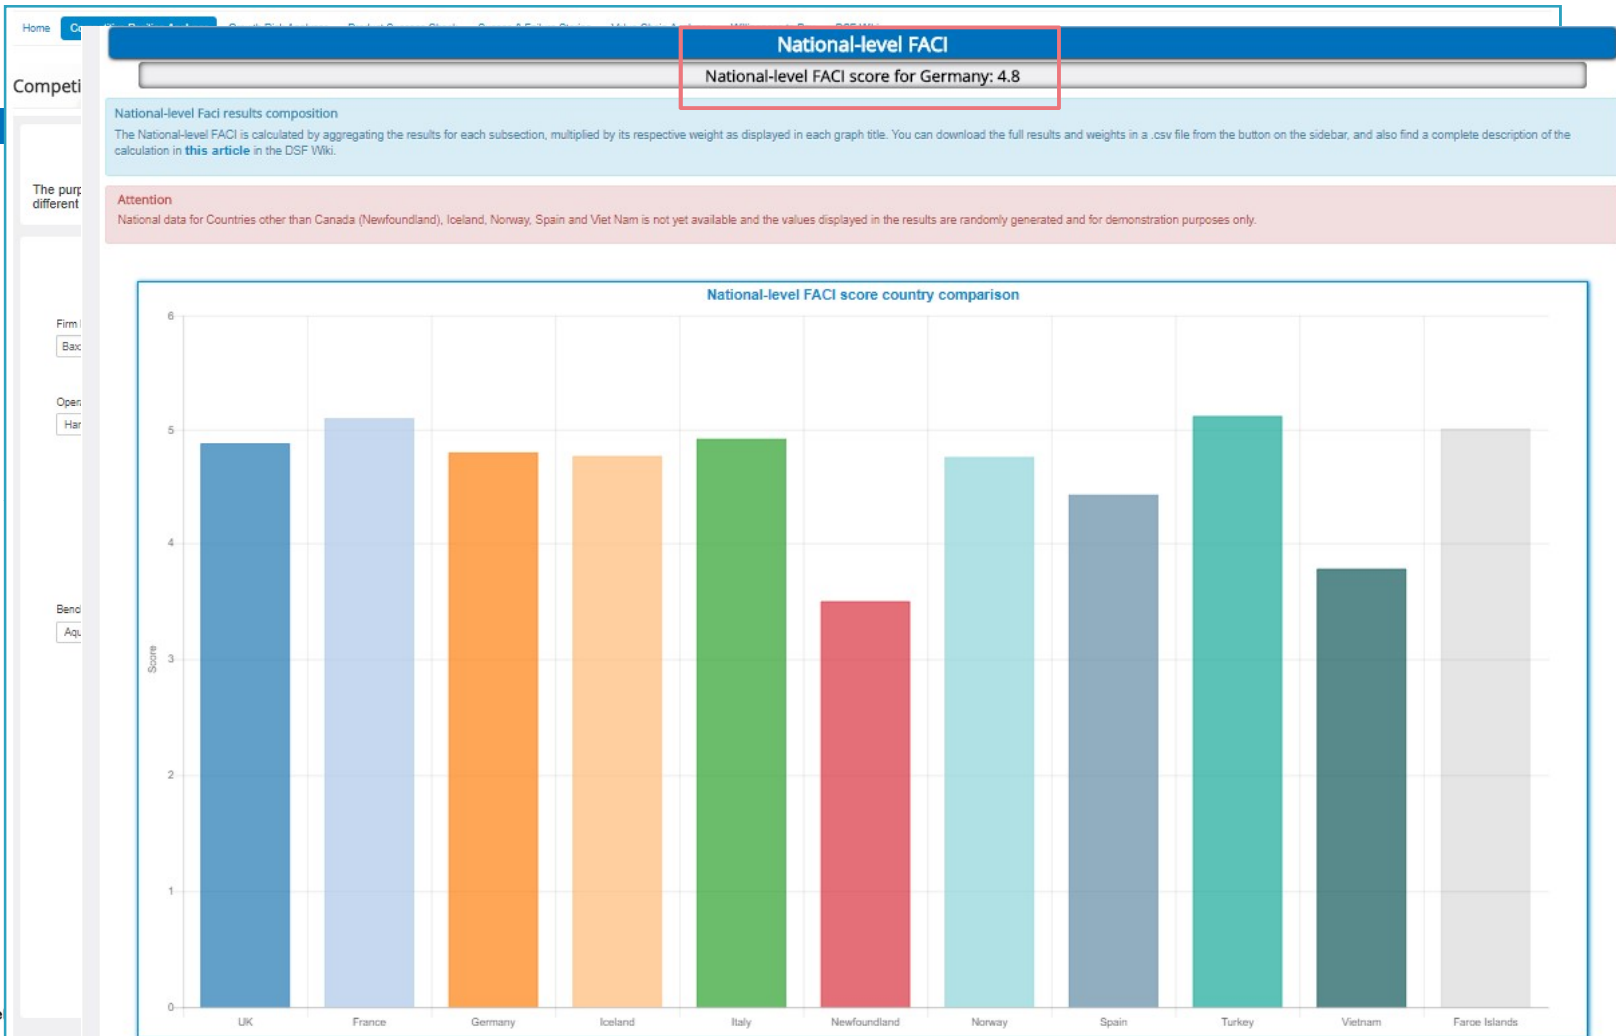 Home
National-level FACI
National-level FACI score for Germany: 4.8
Competi
National-level Faci results composition
The National-level FACI is calculated by aggregating the results for each subsection, multiplied by its respective weight as displayed in each graph title. You can download the full results and weights in a .csv file from the button on the sidebar, and also find a complete description of the
calculation in this article in the DSF Wiki.
The purp
different
Attention
National data for Countries other than Canada (Newfoundland), Iceland, Norway, Spain and Viet Nam is not yet available and the values displayed in the results are randomly generated and for demonstration purposes only.
National-level FACI score country comparison
Firm
Bax
Oper
Har
Bencl
Aqu
Score
6
5
4
3
2
1
0
UK
France
Germany
Iceland
Italy
Newfoundland
Norway
Spain
Turkey
Vietnam
Faroe Islands